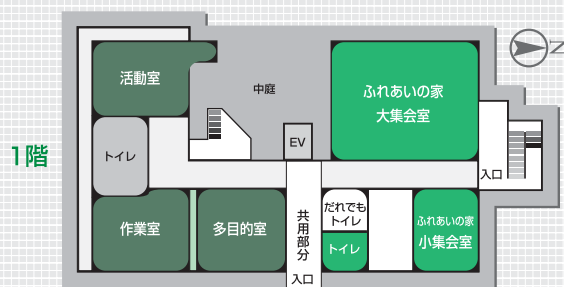 1階
活動室
中庭
ふれあいの家
大集会室
N
トイレ
EV
入口
作業室
多目的室
共用部分
だれでも
トイレ
トイレ
ふれあいの家
小集会室
入口